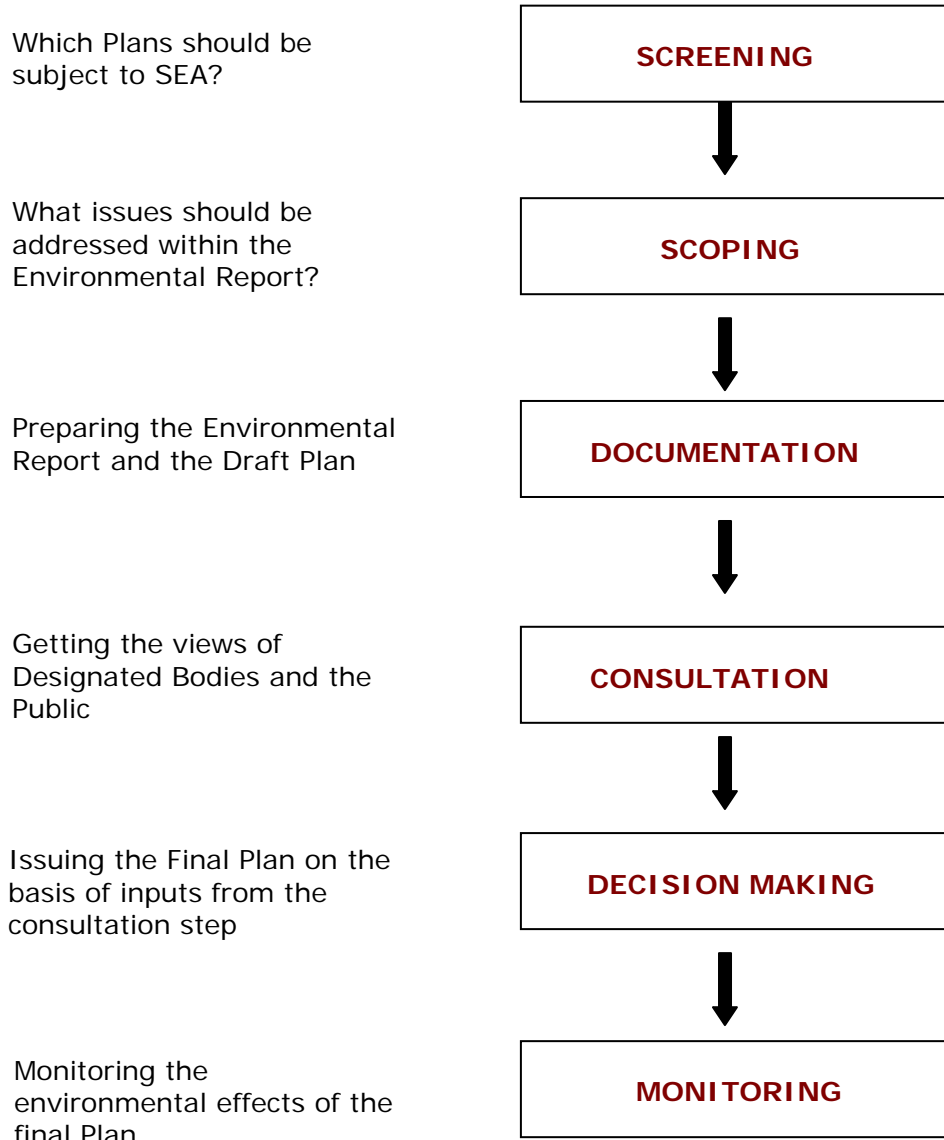 Which Plans should be
subject to SEA?
SCREENING
What issues should be
addressed within the
Environmental Report?
SCOPING
Preparing the Environmental
Report and the Draft Plan
DOCUMENTATION
Getting the views of
Designated Bodies and the
Public
CONSULTATION
Issuing the Final Plan on the
basis of inputs from the
consultation step
DECISION MAKING
Monitoring the
environmental effects of the
final Plan
MONITORING